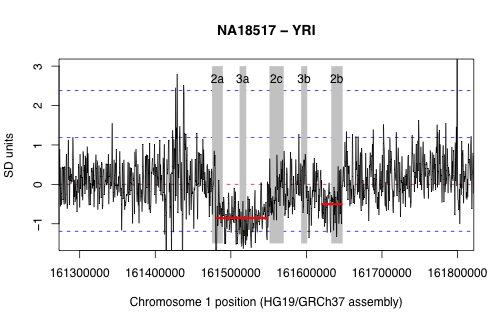 NA18517 – YRI
2a 3a 2c 3b 2b
3
2
1
0
−1
SD units
161300000 161400000 161500000 161600000 161700000 161800000
Chromosome 1 position (HG19/GRCh37 assembly)